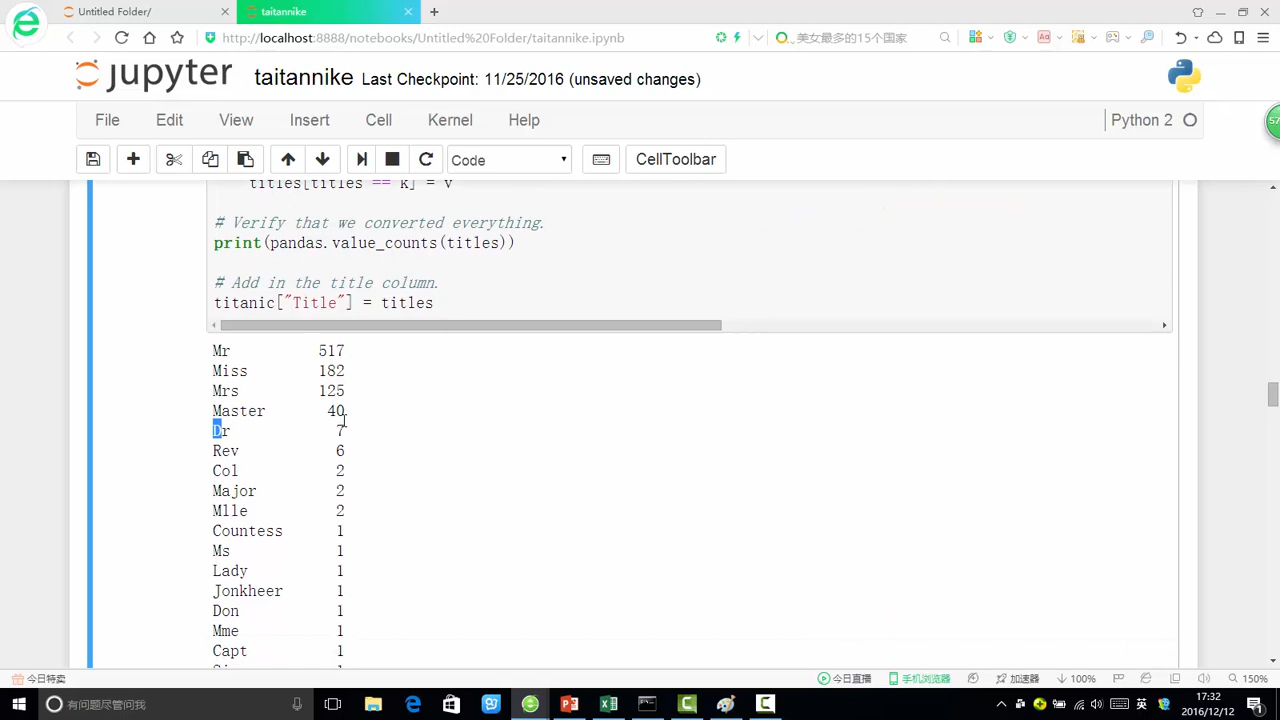 Untitled Folder/
taitannike
http://localhost:8888/notebooks/Untitled%20Folder/taitannike.ipynb
美女最多的15个国家
jupyter taitannike Last Checkpoint: 11/25/2016 (unsaved changes)
File Edit View Insert Cell Kernel Help Python 2
Code CellToolbar
57
titles[titles == k] = v
# Verify that we converted everything.
print(pandas.value_counts(titles))
# Add in the title column.
titanic["Title"] = titles
Mr 517
Miss 182
Mrs 125
Master 40
Dr 7
Rev 6
Col 2
Major 2
Mlle 2
Countess 1
Ms 1
Lady 1
Jonkheer 1
Don 1
Mme 1
Capt 1
今日特卖 今日直播 手机浏览器 加速器 100% 150%
有问题尽管问我 英 17:32
2016/12/12